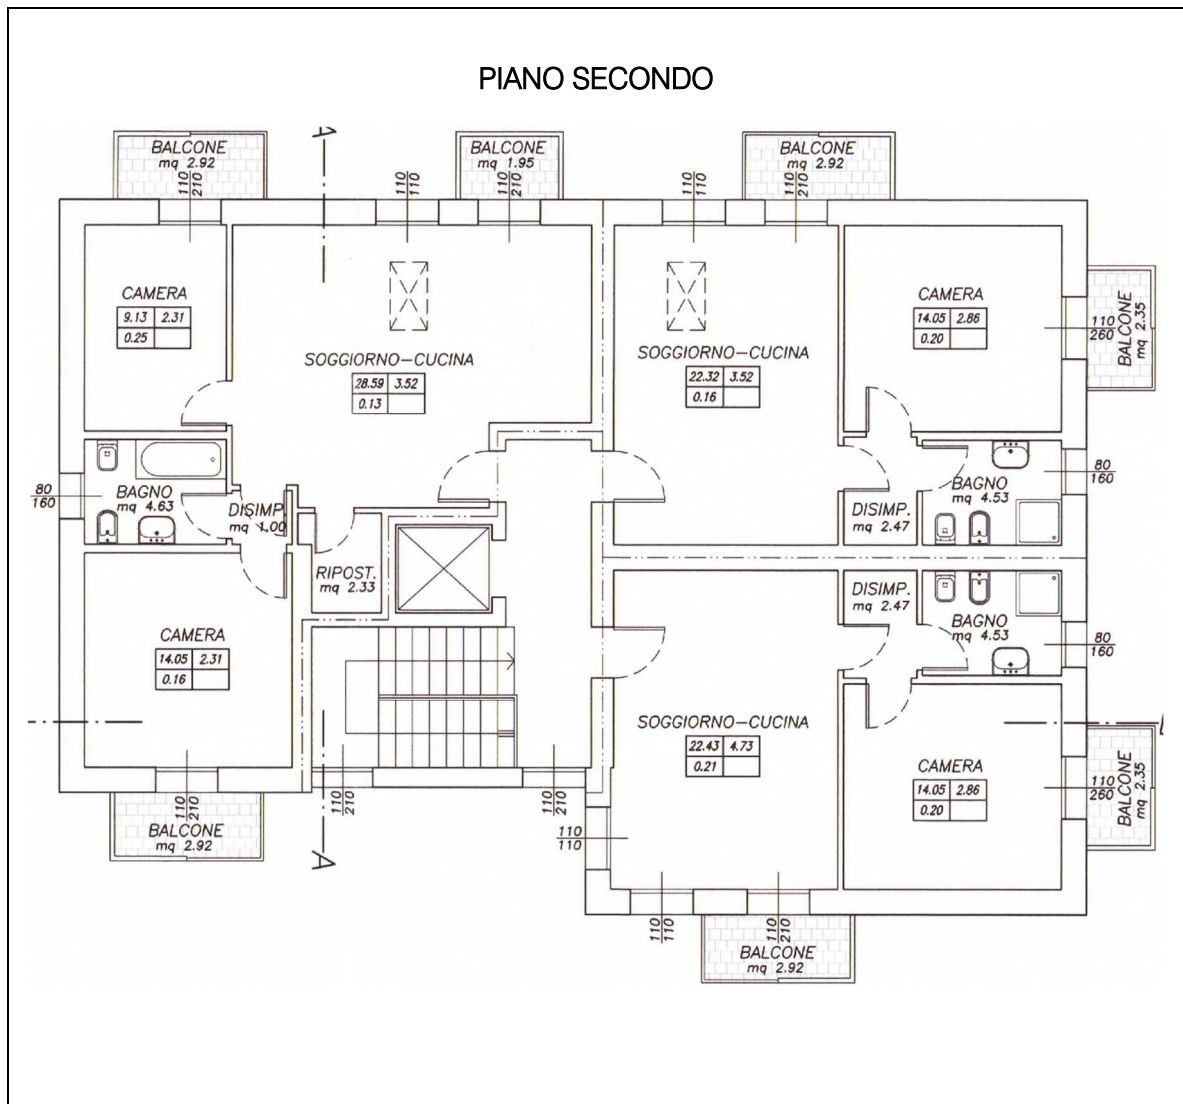 PIANO SECONDO
BALCONE
mq 2.92
110
210
110
110
BALCONE
mq 1.95
110
210
110
110
BALCONE
mq 2.92
110
210
A
CAMERA
9.13 2.31
0.25
SOGGIORNO-CUCINA
28.59 3.52
0.13
SOGGIORNO-CUCINA
22.32 3.52
0.16
CAMERA
14.05 2.86
0.20
110
260
BALCONE
mq 2.35
80
160
BAGNO
mq 4.63
DISIMP.
mq 1.00
RIPOST.
mq 2.33
DISIMP.
mq 2.47
BAGNO
mq 4.53
80
160
DISIMP.
mq 2.47
BAGNO
mq 4.53
80
160
CAMERA
14.05 2.31
0.16
SOGGIORNO-CUCINA
22.43 4.73
0.21
CAMERA
14.05 2.86
0.20
110
260
BALCONE
mq 2.35
110
210
BALCONE
mq 2.92
110
210
A
110
210
110
110
110
110
110
210
BALCONE
mq 2.92